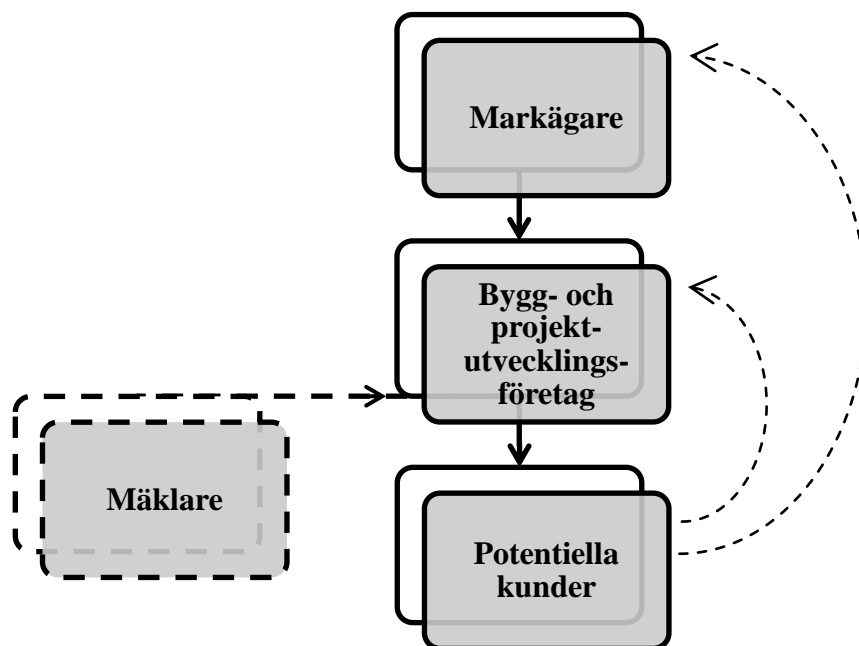 Markägare
Bygg- och
projekt-
utvecklings-
företag
Mäklare
Potentiella
kunder